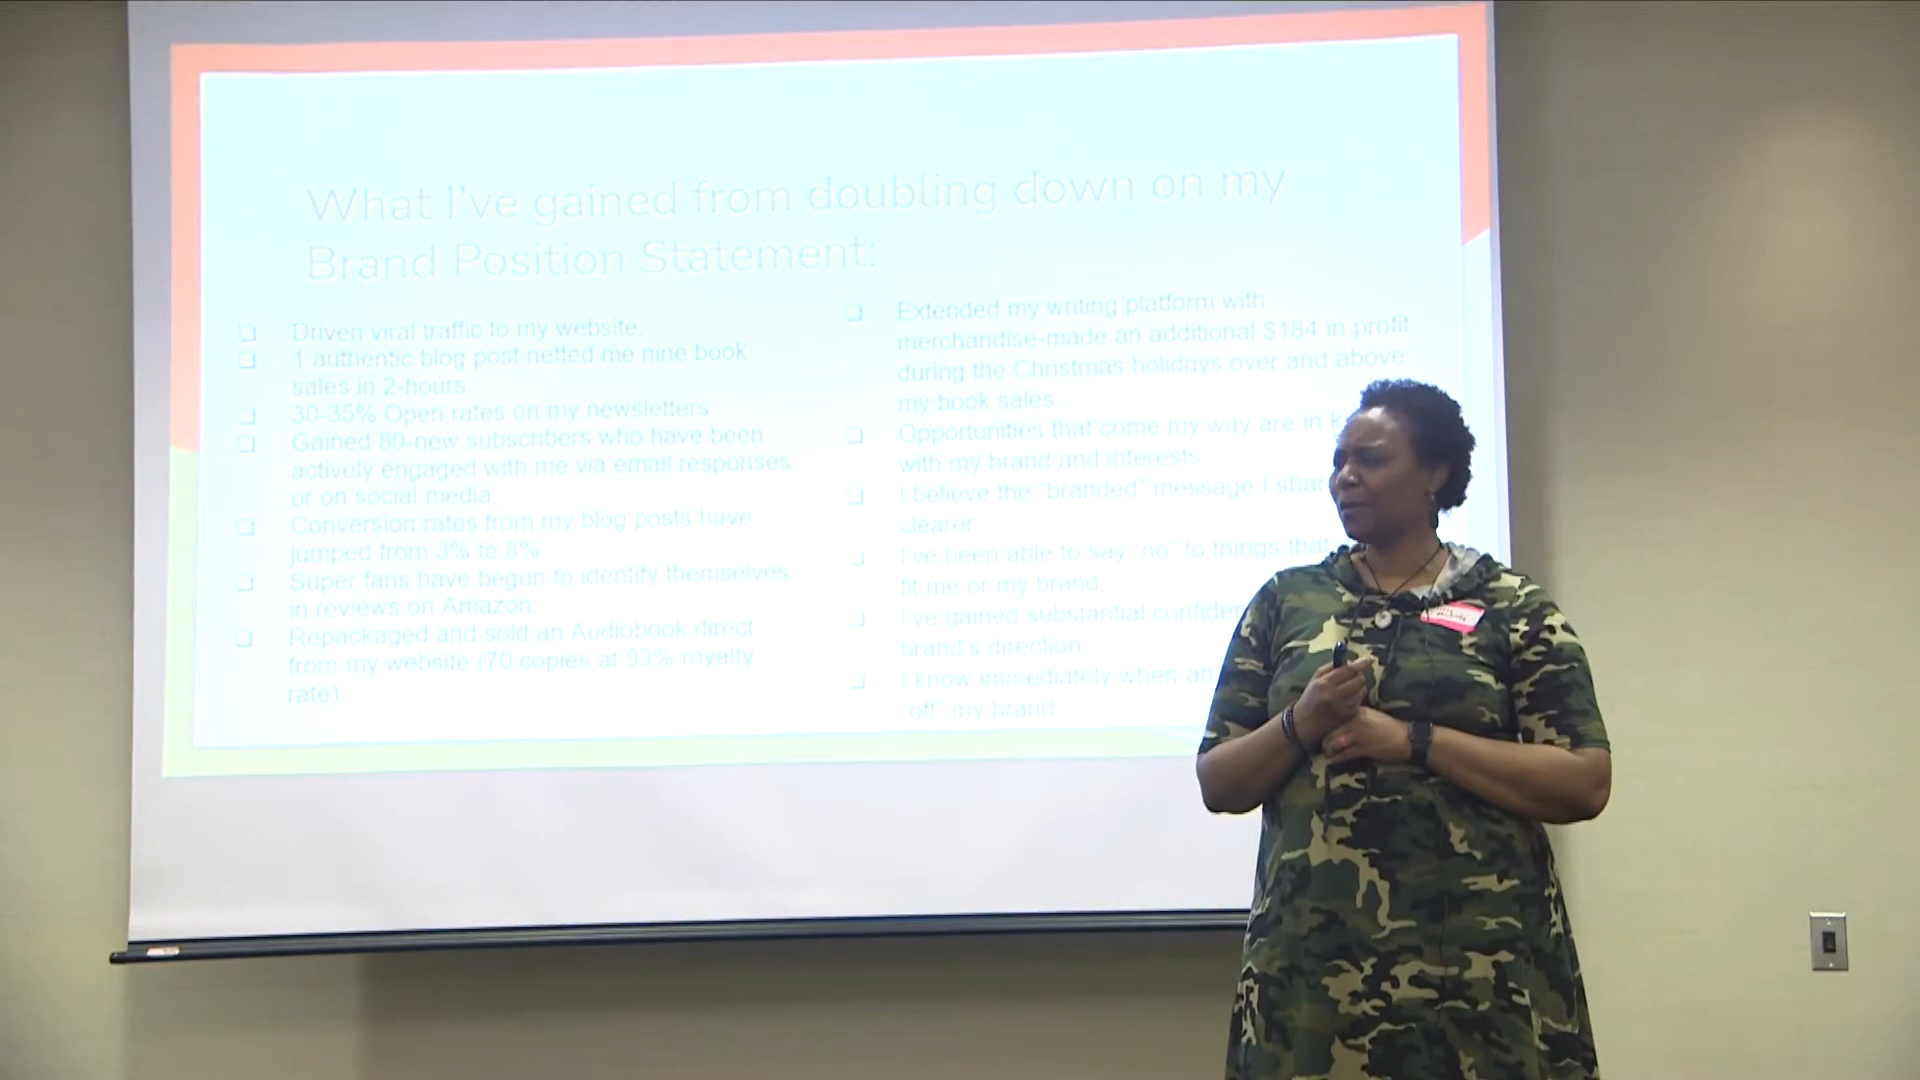 What I've gained from doubling down on my
Brand Position Statement:
Driven viral traffic to my website.
1 authentic blog post netted me nine book
sales in 2-hours.
30-35% Open rates on my newsletters.
Gained 80-new subscribers who have been
actively engaged with me via email responses
or on social media.
Conversion rates from my blog posts have
jumped from 3% to 8%
Super fans have begun to identify themselves
in reviews on Amazon.
Repackaged and sold an Audiobook direct
from my website (70 copies at 93% royalty
rate)
Extended my writing platform with
merchandise-made an additional $184 in profit
during the Christmas holidays over and above
my book sales.
Opportunities that come my way are in
with my brand and interests
I believe the "branded" message I
clearer
I've been able to say "no" to things that
fit me or my brand
I've gained substantial
brand's direction
I know immediately when an
"off" my brand